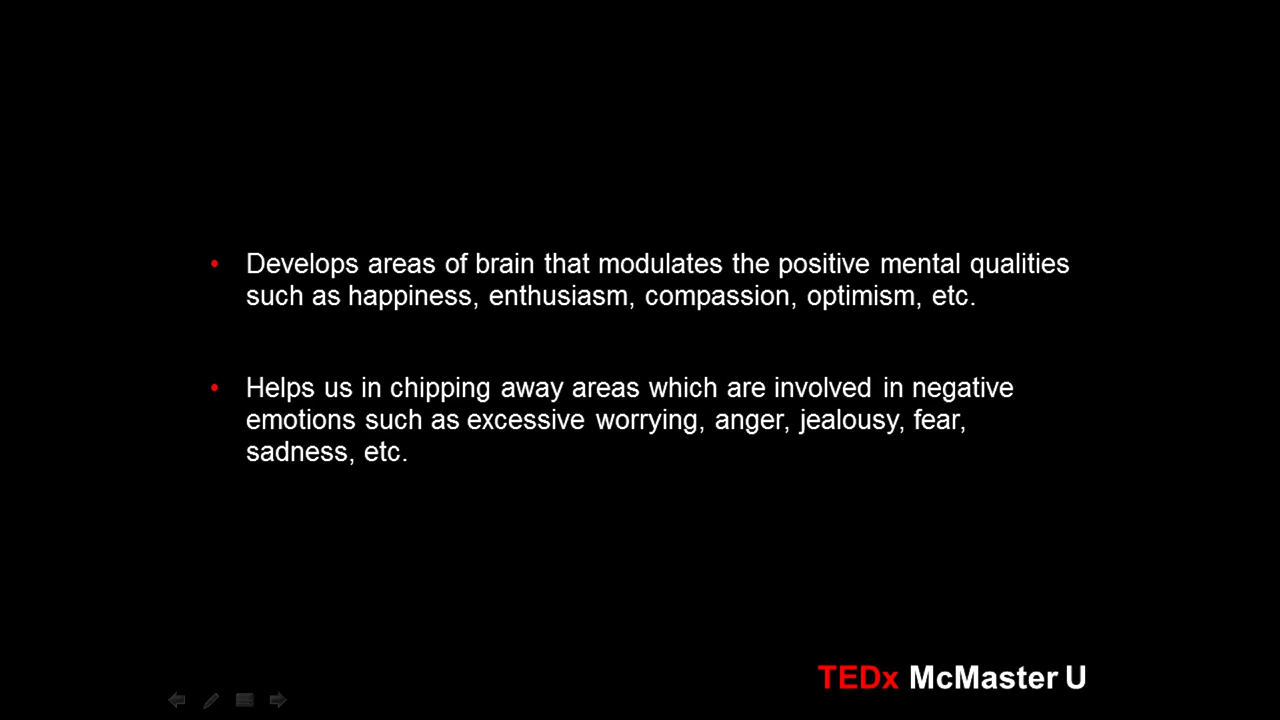 • Develops areas of brain that modulates the positive mental qualities
such as happiness, enthusiasm, compassion, optimism, etc.
• Helps us in chipping away areas which are involved in negative
emotions such as excessive worrying, anger, jealousy, fear,
sadness, etc.
TEDx McMaster U